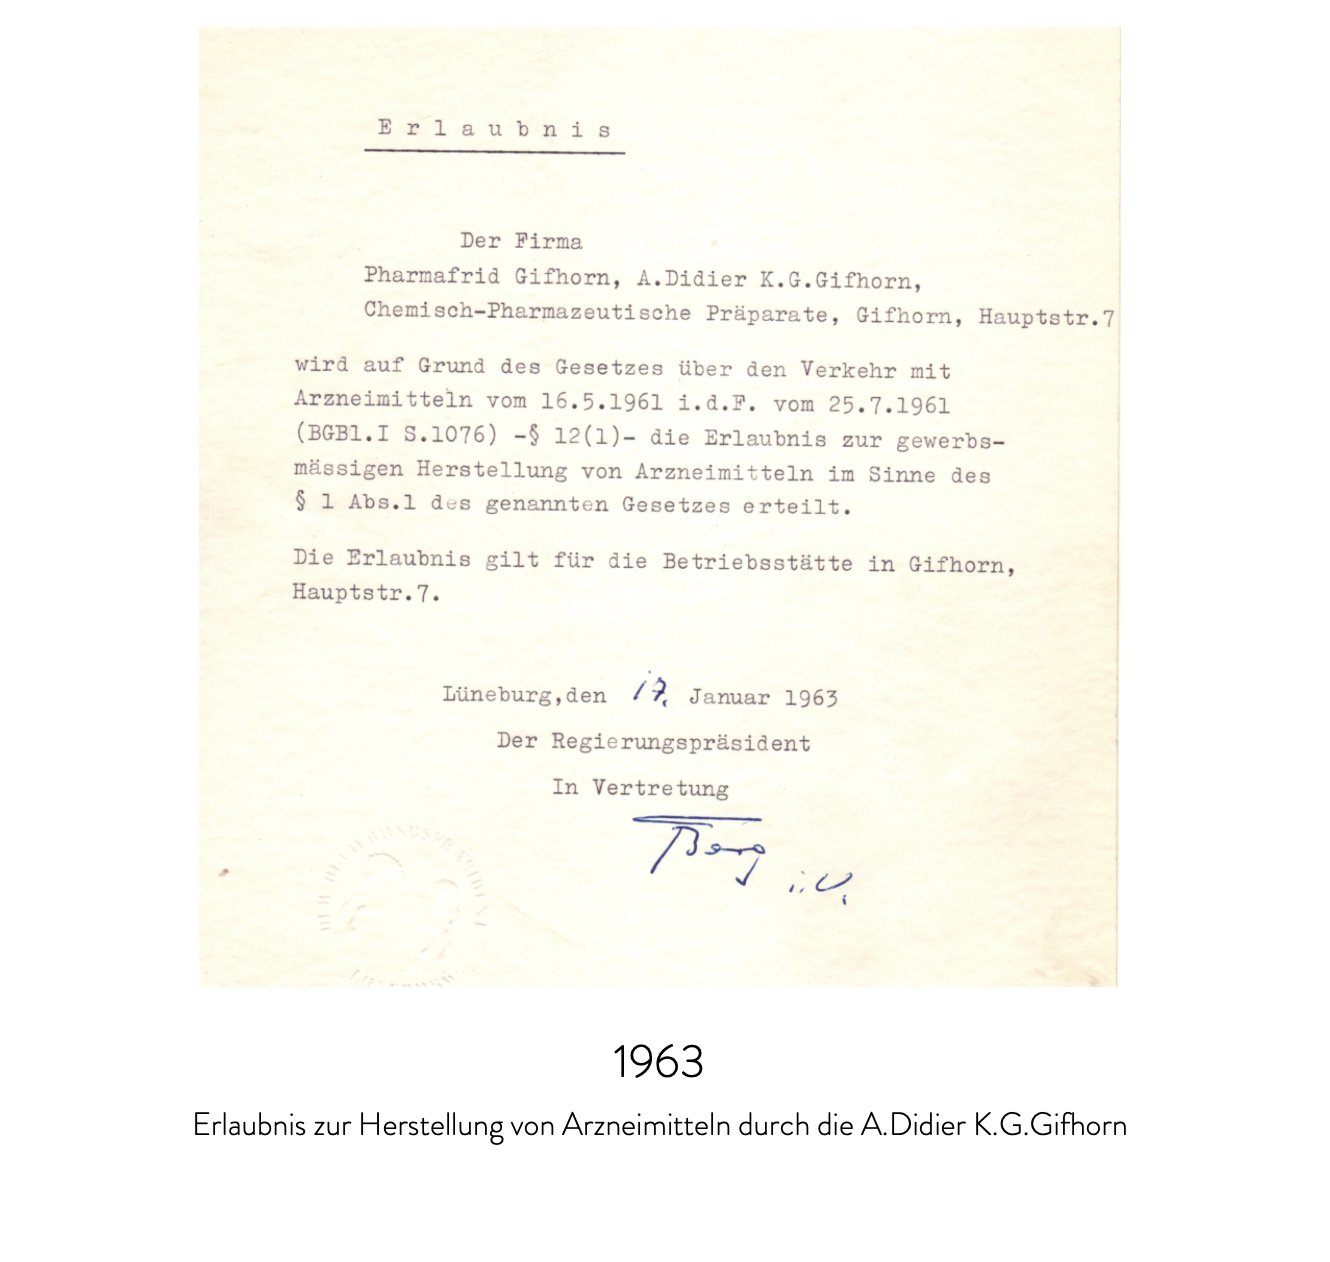 Erlaubnis
Der Firma
Pharmafrid Gifhorn, A.Didier K.G.Gifhorn,
Chemisch-Pharmazeutische Präparate, Gifhorn, Hauptstr.7
wird auf Grund des Gesetzes über den Verkehr mit
Arzneimitteln vom 16.5.1961 i.d.F. vom 25.7.1961
(BGBl.I S.1076) -§ 12(1)- die Erlaubnis zur gewerbs-
mässigen Herstellung von Arzneimitteln im Sinne des
§ 1 Abs.1 des genannten Gesetzes erteilt.
Die Erlaubnis gilt für die Betriebsstätte in Gifhorn,
Hauptstr.7.
Lüneburg,den 17. Januar 1963
Der Regierungspräsident
In Vertretung
Berg
i.V.
DER REGIERUNGSPRÄSIDENT
1963
Erlaubnis zur Herstellung von Arzneimitteln durch die A.Didier K.G.Gifhorn